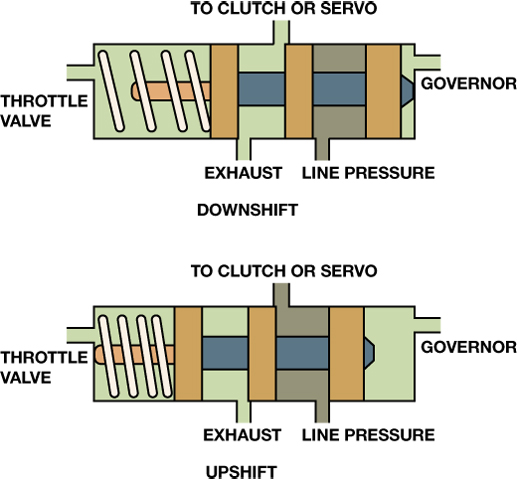 TO CLUTCH OR SERVO
THROTTLE
VALVE
GOVERNOR
EXHAUST
LINE PRESSURE
DOWNSHIFT
TO CLUTCH OR SERVO
THROTTLE
VALVE
GOVERNOR
EXHAUST
LINE PRESSURE
UPSHIFT